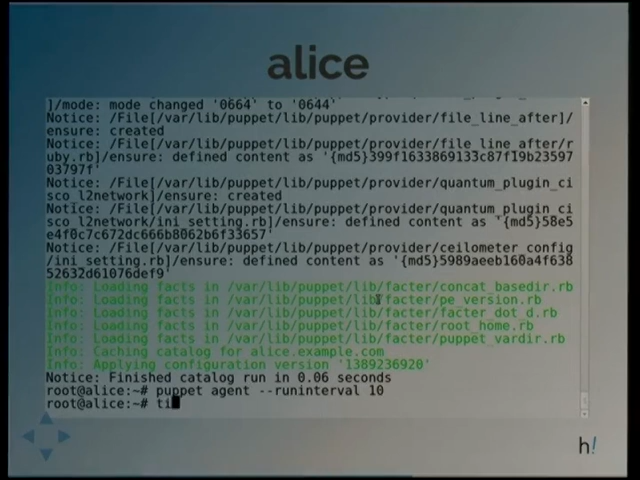 alice
]/mode: mode changed '0664' to '0644'
Notice: /File[/var/lib/puppet/lib/puppet/provider/file_line_after]/
ensure: created
Notice: /File[/var/lib/puppet/lib/puppet/provider/file_line_after/r
uby.rb]/ensure: defined content as '{md5}399f1633869133c87f19b23597
03797f'
Notice: /File[/var/lib/puppet/lib/puppet/provider/quantum_plugin_ci
sco_l2network]/ensure: created
Notice: /File[/var/lib/puppet/lib/puppet/provider/quantum_plugin_ci
sco_l2network/ini_setting.rb]/ensure: defined content as '{md5}58e5
e4f0c7c672dc666b8062b6f33657'
Notice: /File[/var/lib/puppet/lib/puppet/provider/ceilometer_config
/ini_setting.rb]/ensure: defined content as '{md5}5989aeeb160a4f638
52632d61076def9'
Info: Loading facts in /var/lib/puppet/lib/facter/concat_basedir.rb
Info: Loading facts in /var/lib/puppet/lib/facter/pe_version.rb
Info: Loading facts in /var/lib/puppet/lib/facter/facter_dot_d.rb
Info: Loading facts in /var/lib/puppet/lib/facter/root_home.rb
Info: Loading facts in /var/lib/puppet/lib/facter/puppet_vardir.rb
Info: Caching catalog for alice.example.com
Info: Applying configuration version '1389236920'
Notice: Finished catalog run in 0.06 seconds
root@alice:~# puppet agent --runinterval 10
root@alice:~# ti
h!